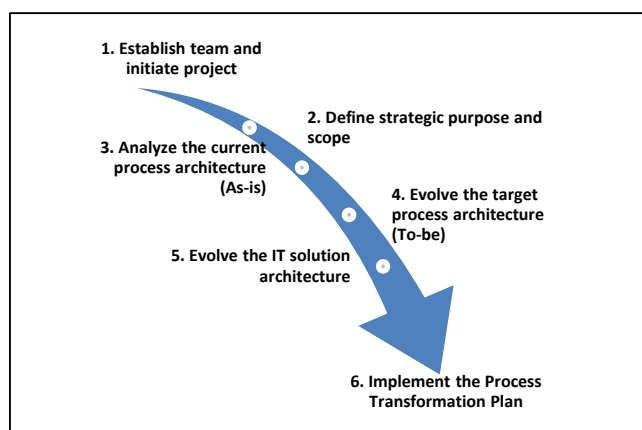 1. Establish team and
initiate project
2. Define strategic purpose and
scope
3. Analyze the current
process architecture
(As-is)
4. Evolve the target
process architecture
(To-be)
5. Evolve the IT solution
architecture
6. Implement the Process
Transformation Plan